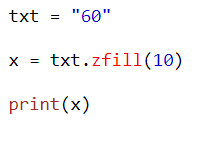 txt = "60"
x = txt.zfill(10)
print(x)